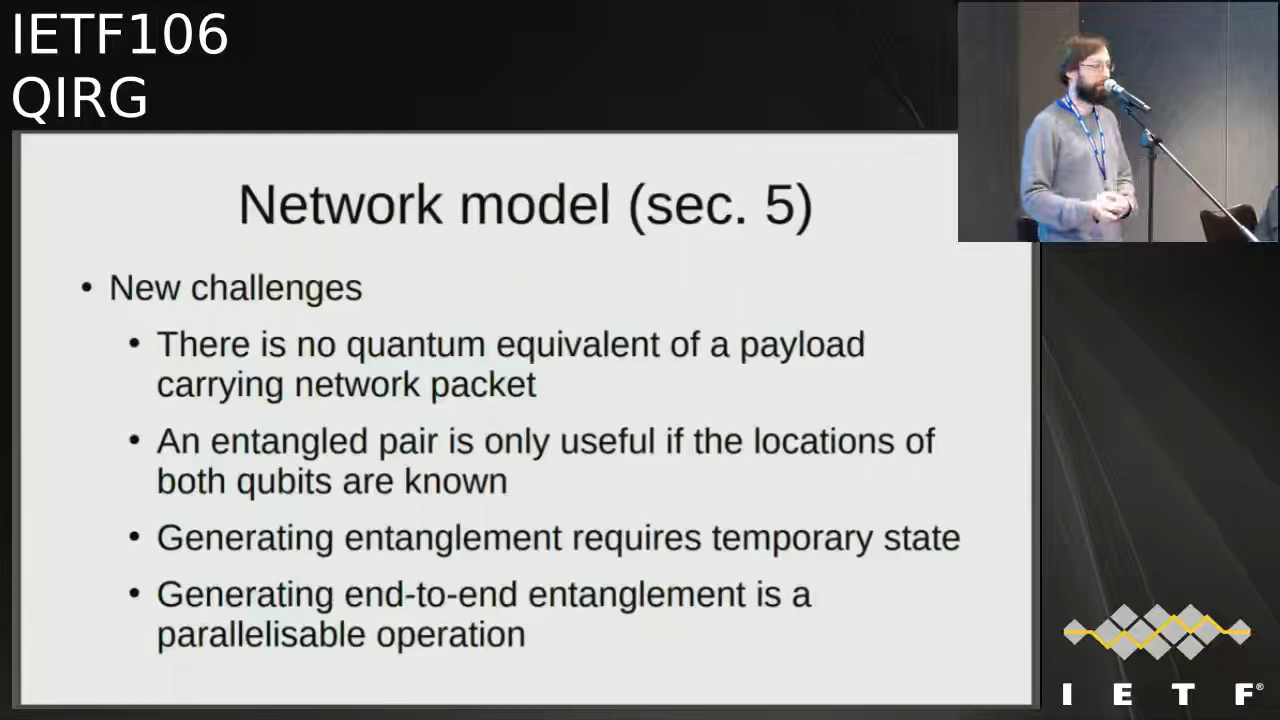 IETF106
QIRG
Network model (sec. 5)
• New challenges
• There is no quantum equivalent of a payload
carrying network packet
• An entangled pair is only useful if the locations of
both qubits are known
• Generating entanglement requires temporary state
• Generating end-to-end entanglement is a
parallelisable operation
I E T F®